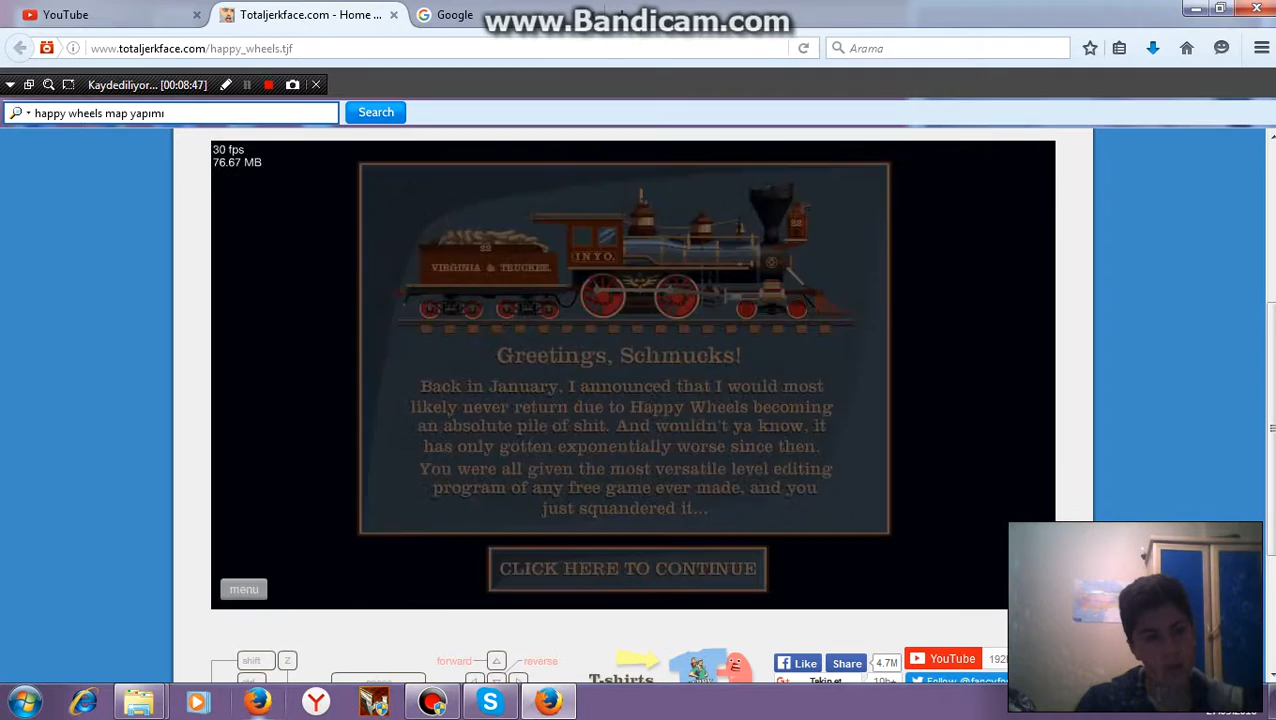 www.Bandicam.com
YouTube
Totaljerkface.com - Home ...
Google
www.totaljerkface.com/happy_wheels.tjf
Arama
Kaydediliyor... [00:08:47]
happy wheels map yapımı
Search
30 fps
76.67 MB
22
22
INYO.
VIRGINIA & TRUCKEE.
Greetings, Schmucks!
Back in January, I announced that I would most
likely never return due to Happy Wheels becoming
an absolute pile of shit. And wouldn't ya know, it
has only gotten exponentially worse since then.
You were all given the most versatile level editing
program of any free game ever made, and you
just squandered it...
CLICK HERE TO CONTINUE
menu
shift
Z
forward
reverse
T-shirts
Like
Share
4.7M
YouTube
Y